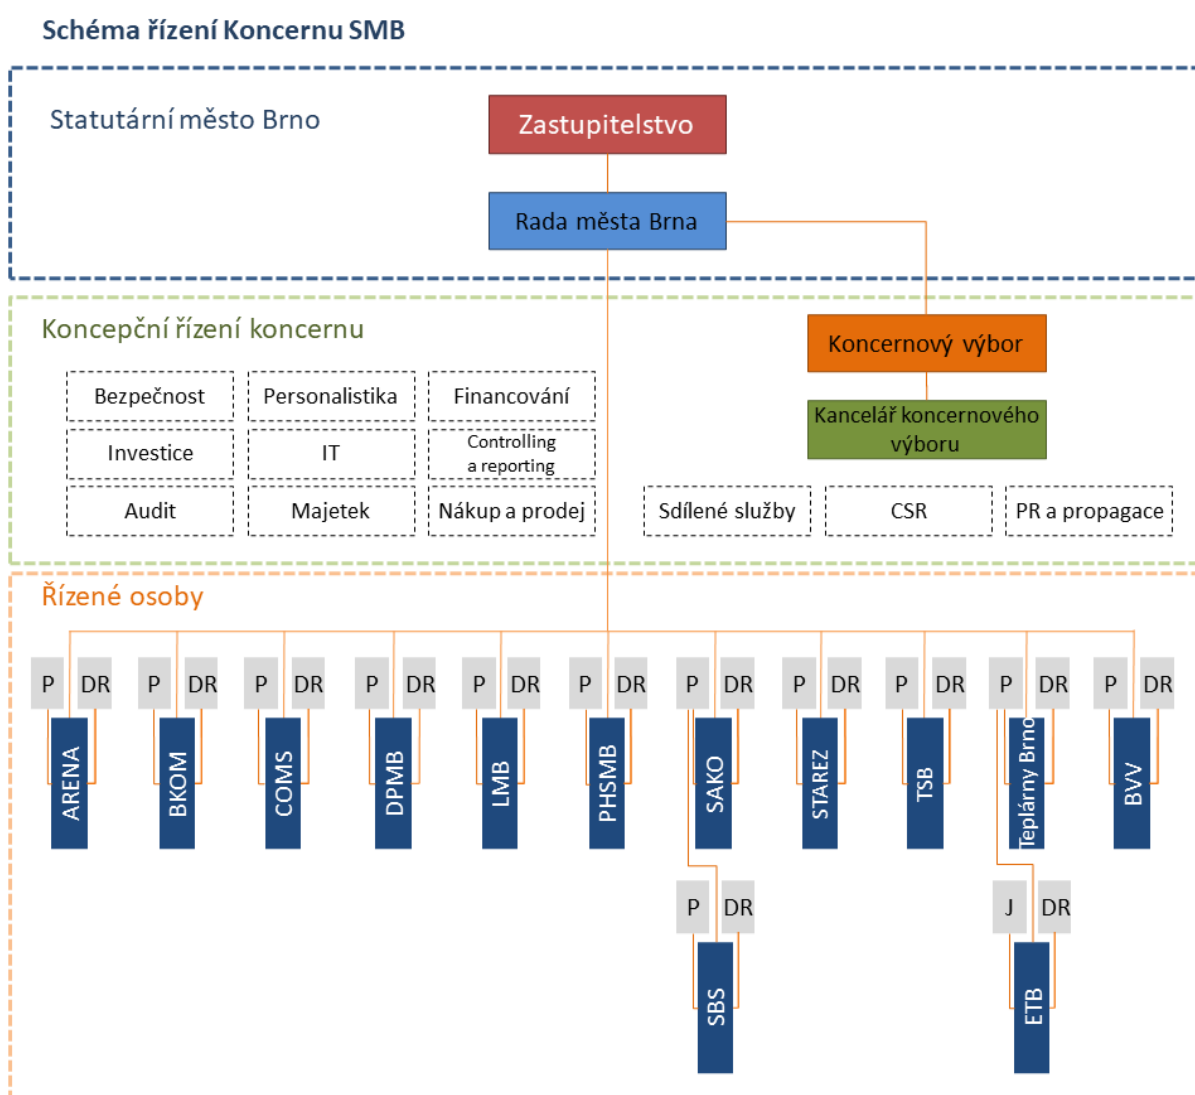 Schéma řízení Koncernu SMB
Statutární město Brno
Zastupitelstvo
Rada města Brna
Koncepční řízení koncernu
Koncernový výbor
Kancelář koncernového
výboru
Bezpečnost
Personalistika
Financování
Investice
IT
Controlling
a reporting
Audit
Majetek
Nákup a prodej
Sdílené služby
CSR
PR a propagace
Řízené osoby
P DR
P DR
P DR
P DR
P DR
P DR
P DR
P DR
P DR
P DR
P DR
ARENA
BKOM
COMS
DPMB
LMB
PHSMB
SAKO
STAREZ
TSB
Teplárny Brno
BVV
P DR
J DR
SBS
ETB